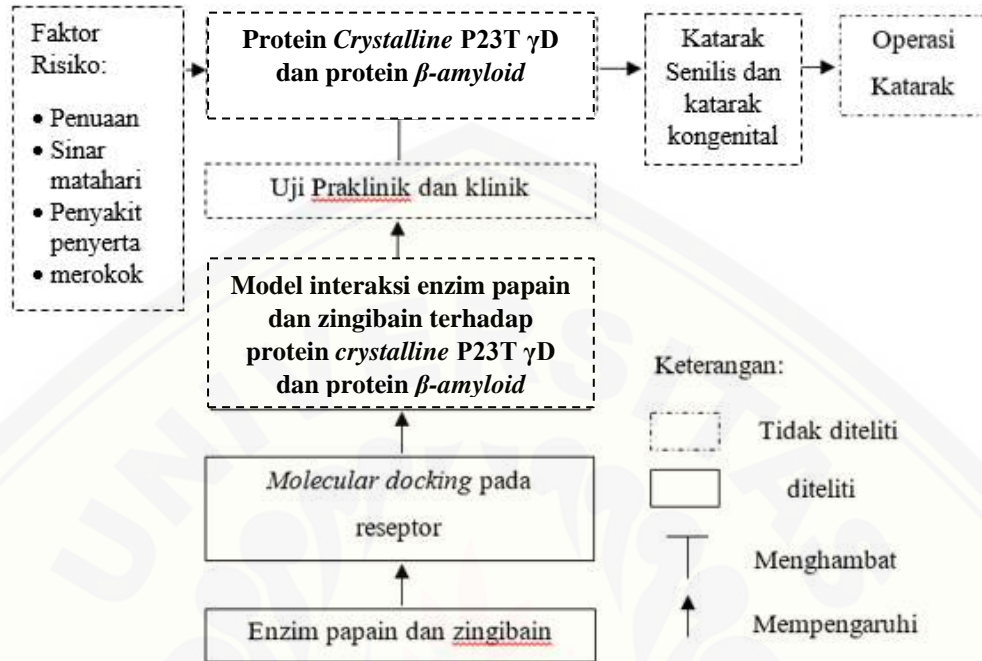 Faktor
Risiko:
• Penuaan
• Sinar
matahari
• Penyakit
penyerta
• merokok
Protein Crystalline P23T γD
dan protein β-amyloid
Katarak
Senilis dan
katarak
kongenital
Operasi
Katarak
Uji Praklinik dan klinik
Model interaksi enzim papain
dan zingibain terhadap
protein crystalline P23T γD
dan protein β-amyloid
Molecular docking pada
reseptor
Enzim papain dan zingibain
Keterangan:
Tidak diteliti
diteliti
Menghambat
Mempengaruhi
UNIVERSITAS